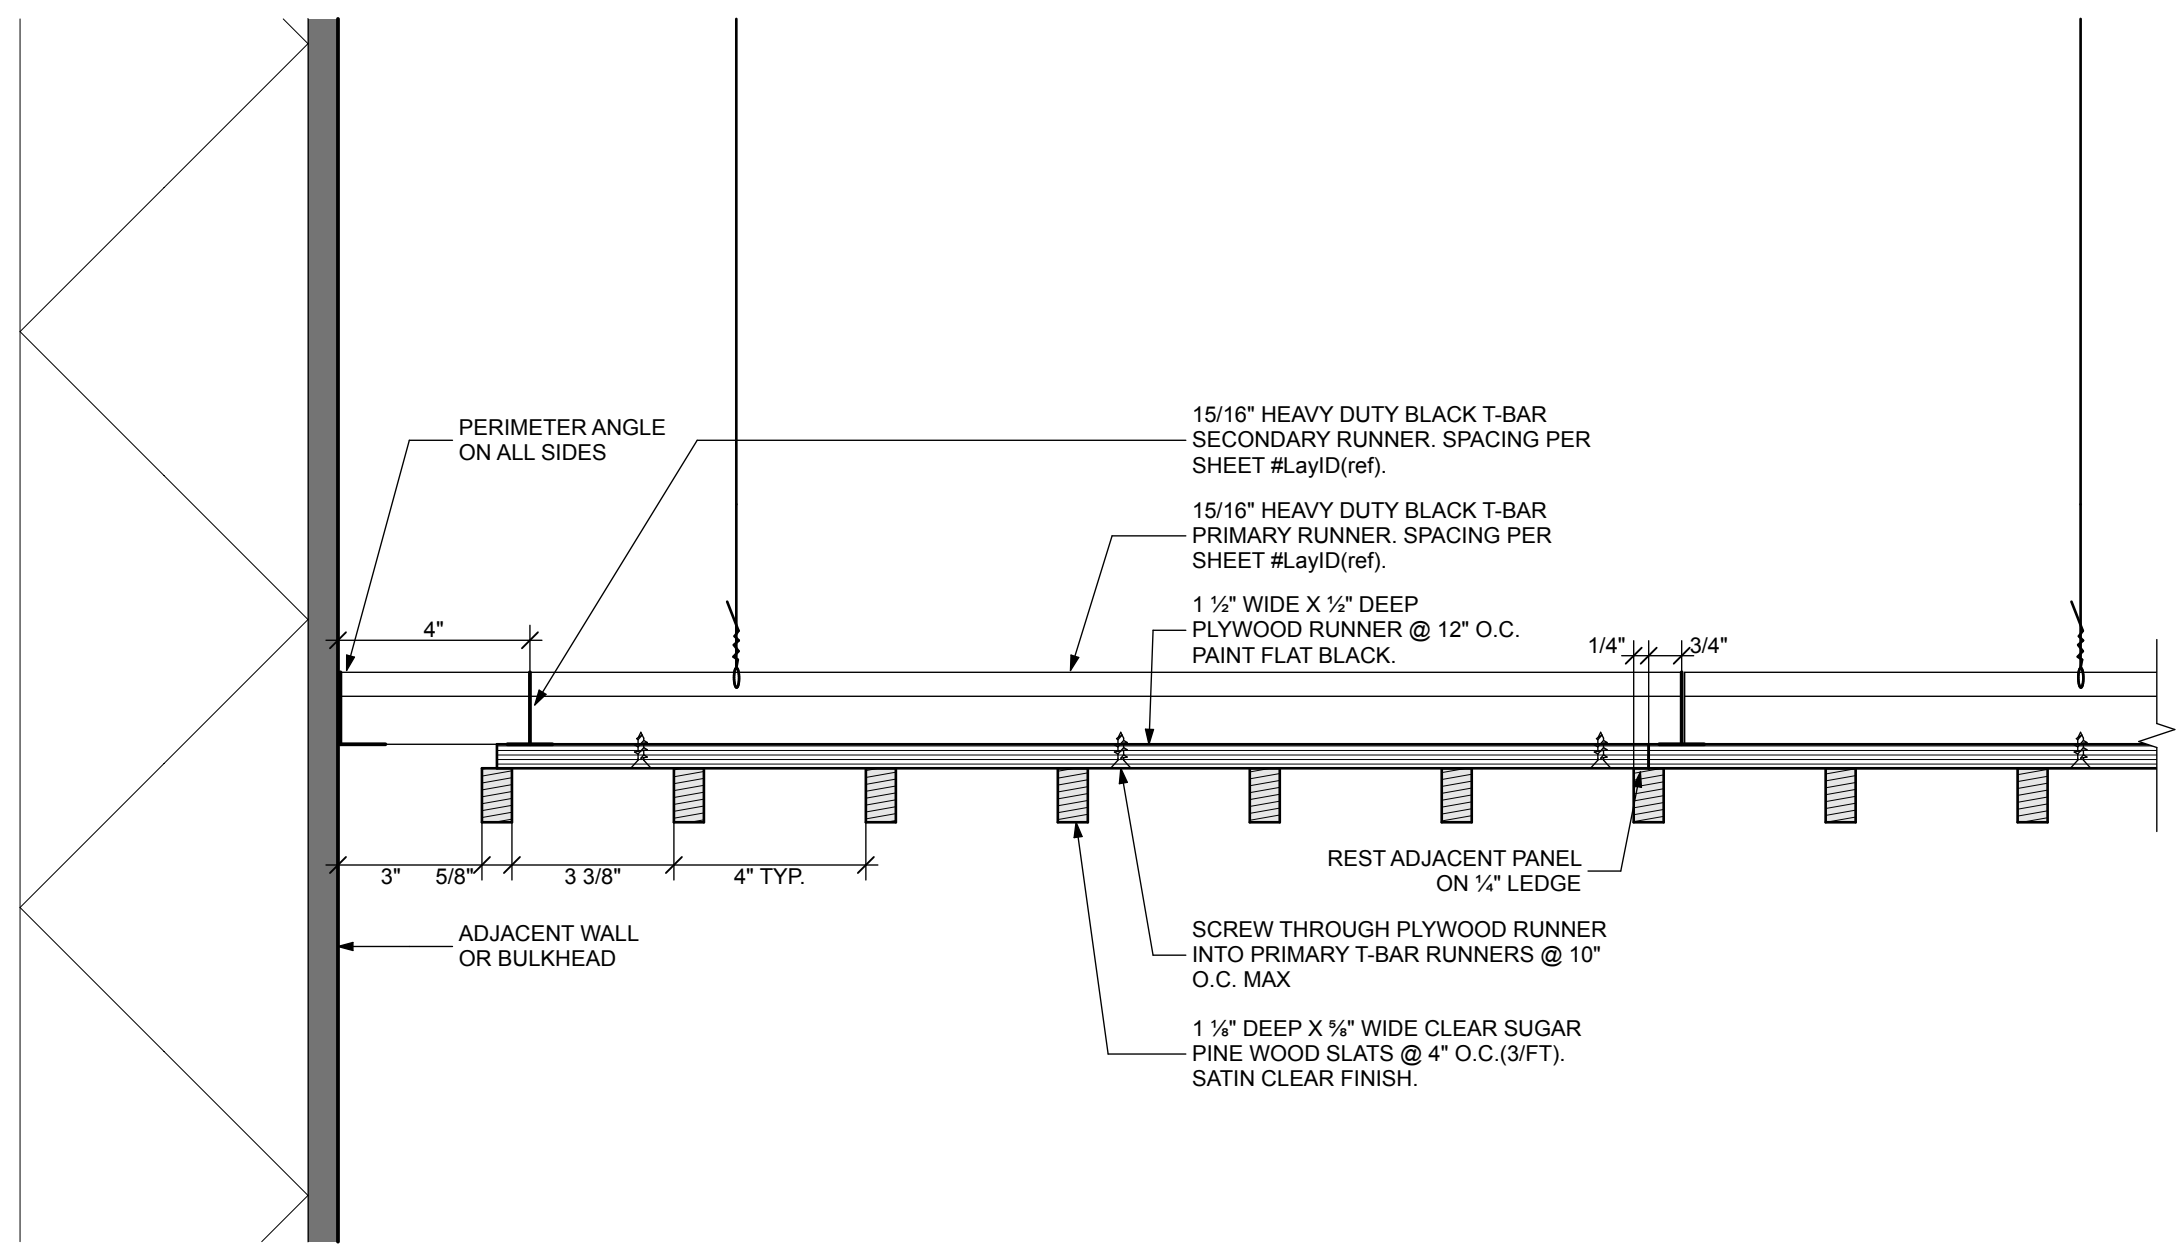 PERIMETER ANGLE
ON ALL SIDES
15/16" HEAVY DUTY BLACK T-BAR
SECONDARY RUNNER. SPACING PER
SHEET #LayID(ref).
15/16" HEAVY DUTY BLACK T-BAR
PRIMARY RUNNER. SPACING PER
SHEET #LayID(ref).
1 ½" WIDE X ½" DEEP
PLYWOOD RUNNER @ 12" O.C.
PAINT FLAT BLACK.
4"
1/4"
3/4"
3"
5/8"
3 3/8"
4" TYP.
REST ADJACENT PANEL
ON ¼" LEDGE
ADJACENT WALL
OR BULKHEAD
SCREW THROUGH PLYWOOD RUNNER
INTO PRIMARY T-BAR RUNNERS @ 10"
O.C. MAX
1 ⅛" DEEP X ⅝" WIDE CLEAR SUGAR
PINE WOOD SLATS @ 4" O.C.(3/FT).
SATIN CLEAR FINISH.